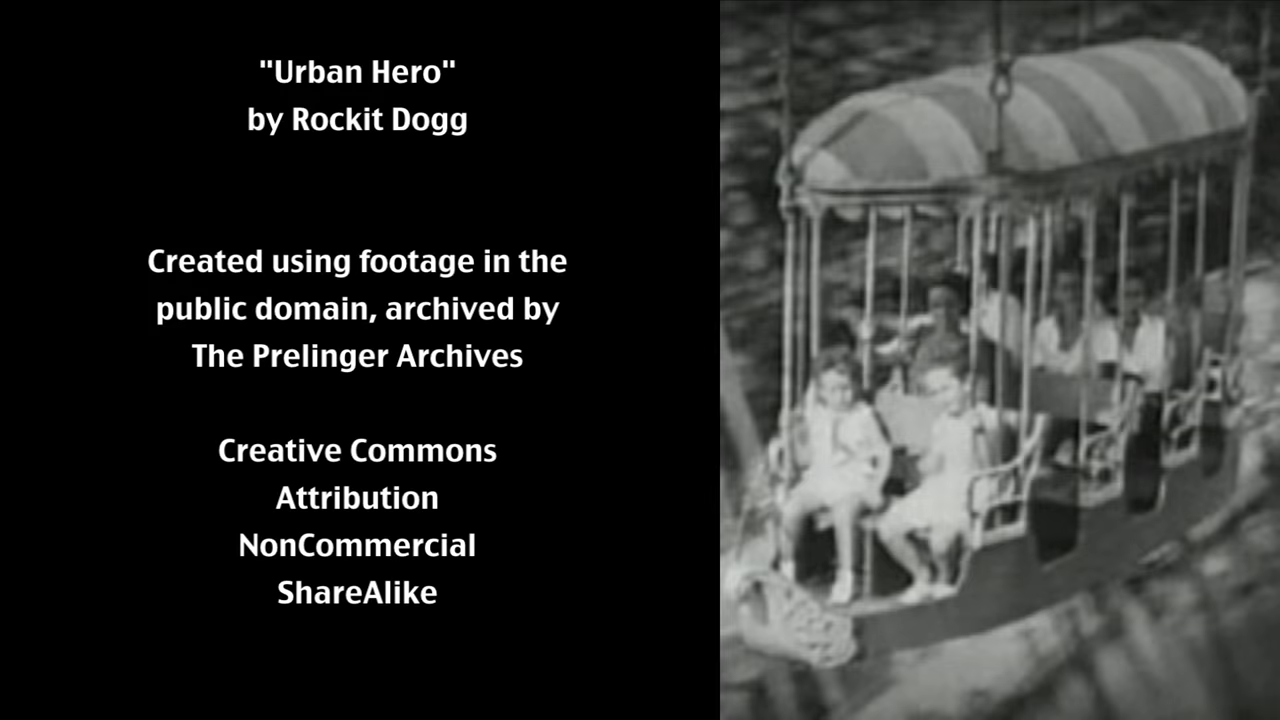 "Urban Hero"
by Rockit Dogg
Created using footage in the
public domain, archived by
The Prelinger Archives
Creative Commons
Attribution
NonCommercial
ShareAlike